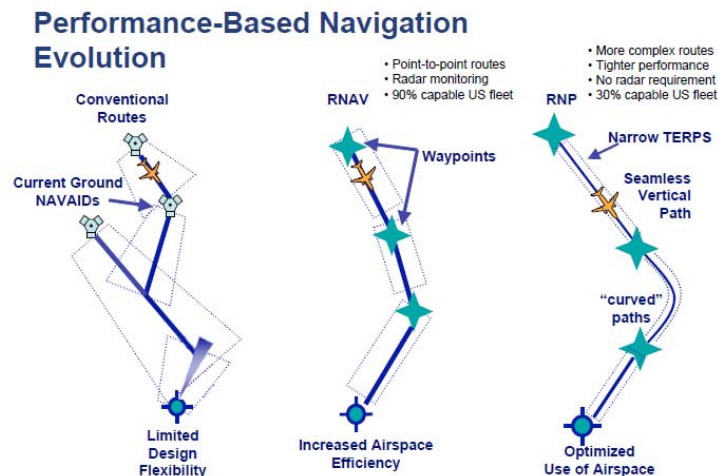 Performance-Based Navigation
Evolution
Conventional
Routes
Current Ground
NAVAIDs
Limited
Design
Flexibility
• Point-to-point routes
• Radar monitoring
• 90% capable US fleet
RNAV
Waypoints
Increased Airspace
Efficiency
• More complex routes
• Tighter performance
• No radar requirement
• 30% capable US fleet
RNP
Narrow TERPS
Seamless
Vertical
Path
“curved”
paths
Optimized
Use of Airspace